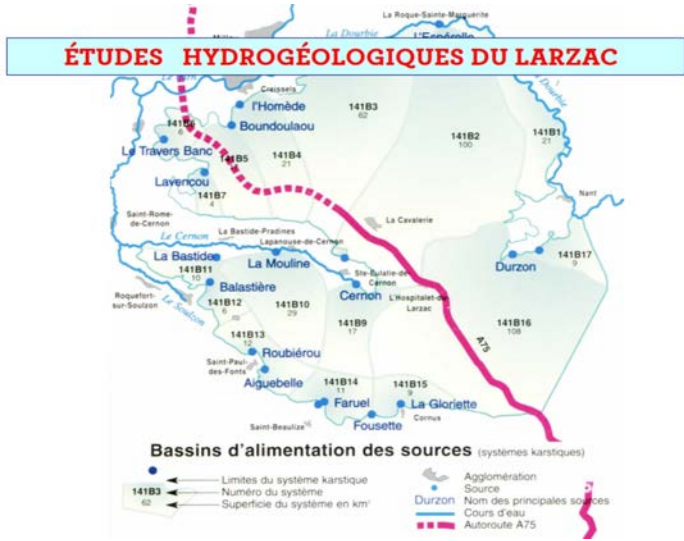 La Roque-Sainte-Marguerite
La Dourbie
l'Espérelle
ÉTUDES HYDROGÉOLOGIQUES DU LARZAC
Creissels
l'Homède
Boundoulaou
141B3
62
141B2
100
141B1
21
La Dourbie
141B6
6
Le Travers Banc
141B5
141B4
21
Lavencou
141B7
4
Nant
Saint-Rome-
de-Cernon
La Cavalerie
Le Cernon
La Bastide-Pradines
Lapanouse-de-Cernon
La Bastide
La Mouline
Durzon
141B17
9
141B11
10
Ste-Eulalie-de-
Cernon
Cernon
Roquefort-
sur-Soulzon
Le Soulzon
Balastière
141B12
6
141B10
29
L'Hospitalet-du-
Larzac
141B9
17
141B16
108
A75
141B13
12
Roubiérou
Saint-Paul-
des-Fonts
Aiguebelle
141B14
11
141B15
9
Faruel
La Gloriette
Cornus
Saint-Beaulize
Fousette
Bassins d'alimentation des sources (systèmes karstiques)
Limites du système karstique
141B3
Numéro du système
62
Superficie du système en km²
Agglomération
Source
Durzon
Nom des principales sources
Cours d'eau
Autoroute A75